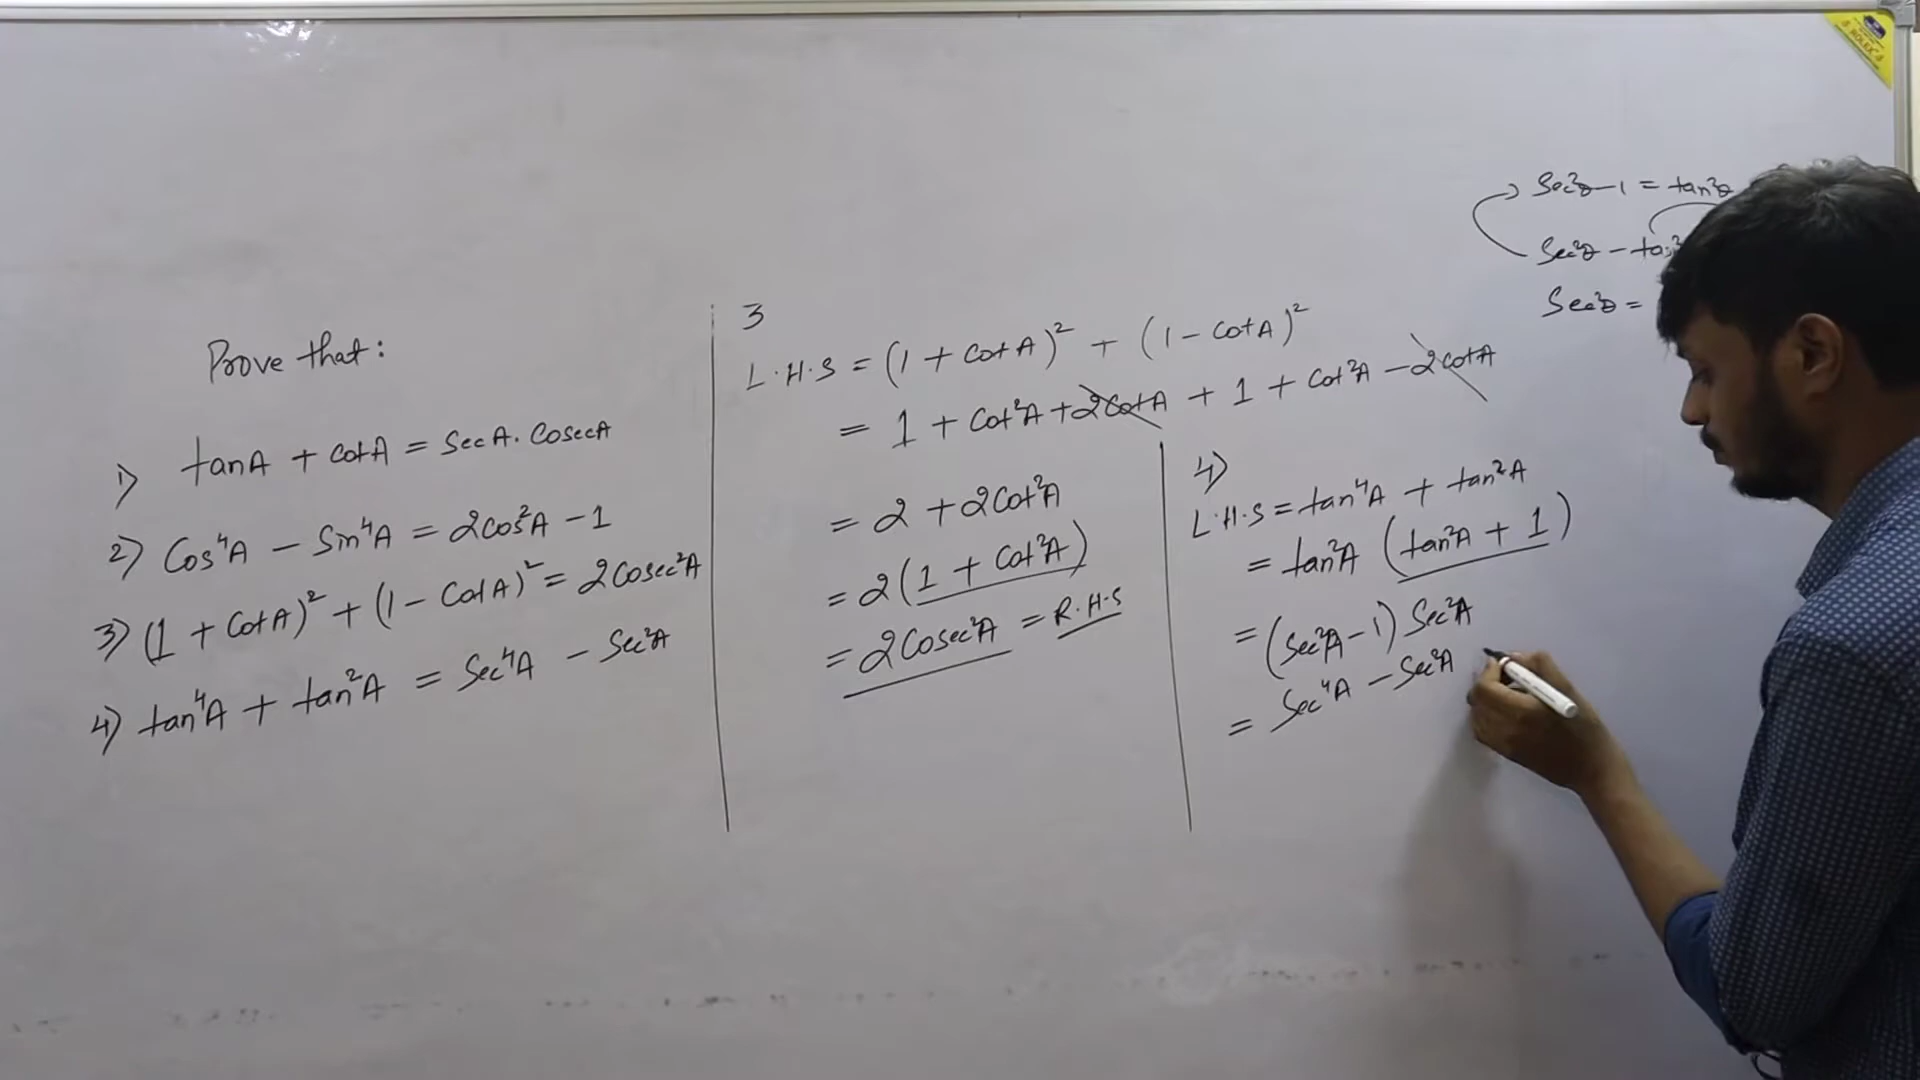 Prove that:
1) tanA + cotA = SecA. CosecA
2) Cos⁴A - Sin⁴A = 2cos²A - 1
3) (1 + CotA)² + (1 - CotA)² = 2Cosec²A
4) tan⁴A + tan²A = Sec⁴A - Sec²A
3
L.H.S = (1 + CotA)² + (1 - CotA)²
= 1 + Cot²A + 2CotA + 1 + Cot²A - 2CotA
= 2 + 2Cot²A
= 2(1 + Cot²A)
= 2Cosec²A = R.H.S
4)
L.H.S = tan⁴A + tan²A
= tan²A (tan²A + 1)
= (Sec²A - 1) Sec²A
= Sec⁴A - Sec²A
Sec²θ - 1 = tan²θ
Sec²θ - tan²
Sec²θ =
ROLEX